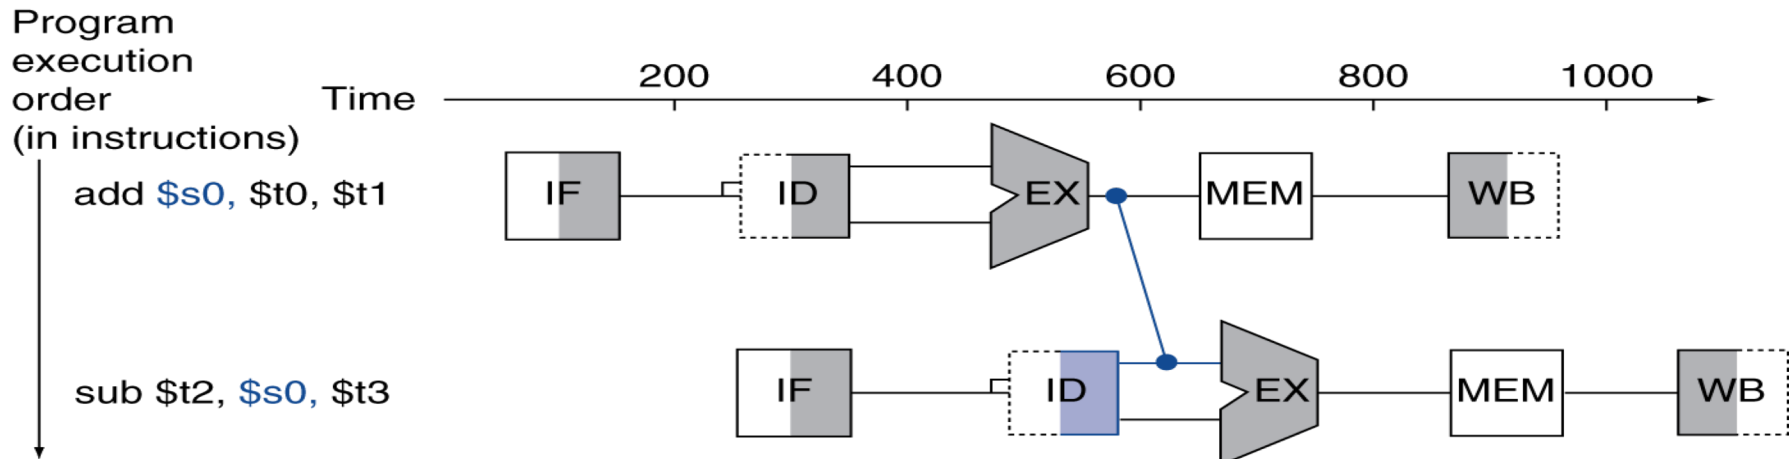 Program
execution
order
(in instructions)
Time
200 400 600 800 1000
add $s0, $t0, $t1
IF ID EX MEM WB
sub $t2, $s0, $t3
IF ID EX MEM WB